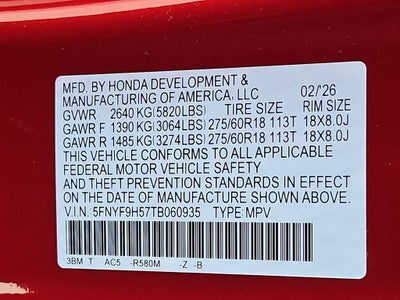 MFD. BY HONDA DEVELOPMENT &
MANUFACTURING OF AMERICA, LLC 02/'26
GVWR 2640 KG(5820LBS) TIRE SIZE RIM SIZE
GAWR F 1390 KG(3064LBS) 275/60R18 113T 18X8.0J
GAWR R 1485 KG(3274LBS) 275/60R18 113T 18X8.0J
THIS VEHICLE CONFORMS TO ALL APPLICABLE
FEDERAL MOTOR VEHICLE SAFETY
AND THEFT PREVENTION STANDARDS IN EFFECT
ON THE DATE OF MANUFACTURE SHOWN ABOVE.
V.I.N. 5FNYF9H57TB060935 TYPE: MPV
3BM T AC5 -R580M -Z -B